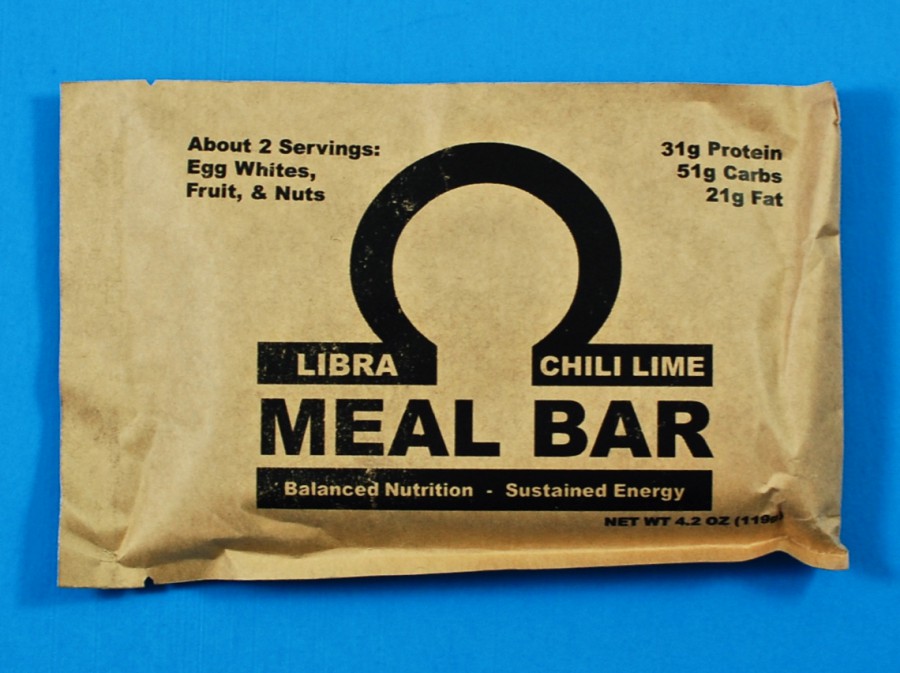 About 2 Servings:
Egg Whites,
Fruit, & Nuts
31g Protein
51g Carbs
21g Fat
LIBRA
CHILI LIME
MEAL BAR
Balanced Nutrition - Sustained Energy
NET WT 4.2 OZ (119g)